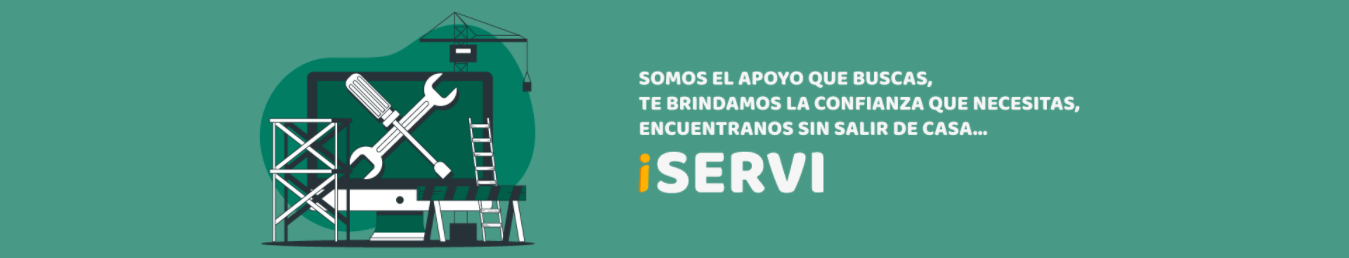 SOMOS EL APOYO QUE BUSCAS,
TE BRINDAMOS LA CONFIANZA QUE NECESITAS,
ENCUENTRANOS SIN SALIR DE CASA...
iSERVI